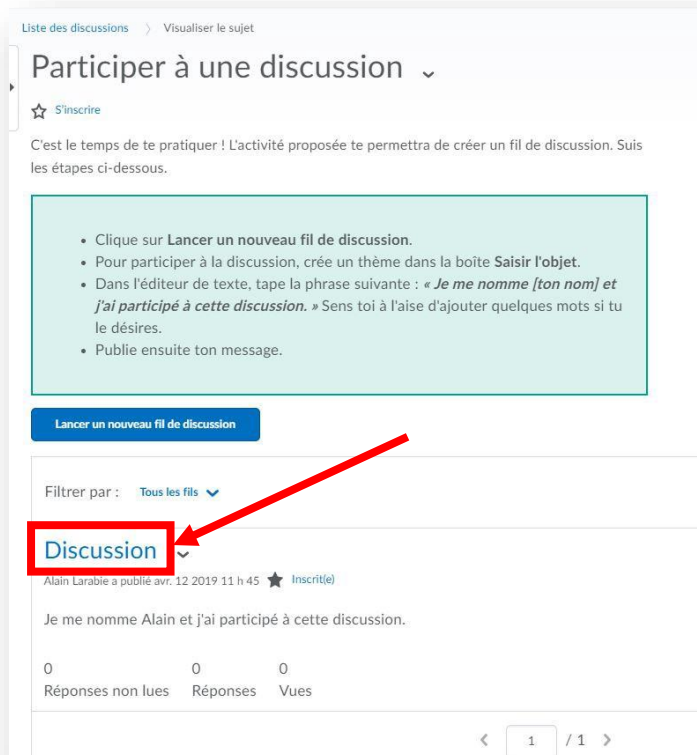 Liste des discussions 〉 Visualiser le sujet
Participer à une discussion
S'inscrire
C'est le temps de te pratiquer ! L'activité proposée te permettra de créer un fil de discussion. Suis
les étapes ci-dessous.
• Clique sur Lancer un nouveau fil de discussion.
• Pour participer à la discussion, crée un thème dans la boîte Saisir l'objet.
• Dans l'éditeur de texte, tape la phrase suivante : « Je me nomme [ton nom] et
j'ai participé à cette discussion. » Sens toi à l'aise d'ajouter quelques mots si tu
le désires.
• Publie ensuite ton message.
Lancer un nouveau fil de discussion
Filtrer par : Tous les fils
Discussion
Alain Larabie a publié avr. 12 2019 11 h 45 Inscrit(e)
Je me nomme Alain et j'ai participé à cette discussion.
0 0 0
Réponses non lues Réponses Vues
1 / 1